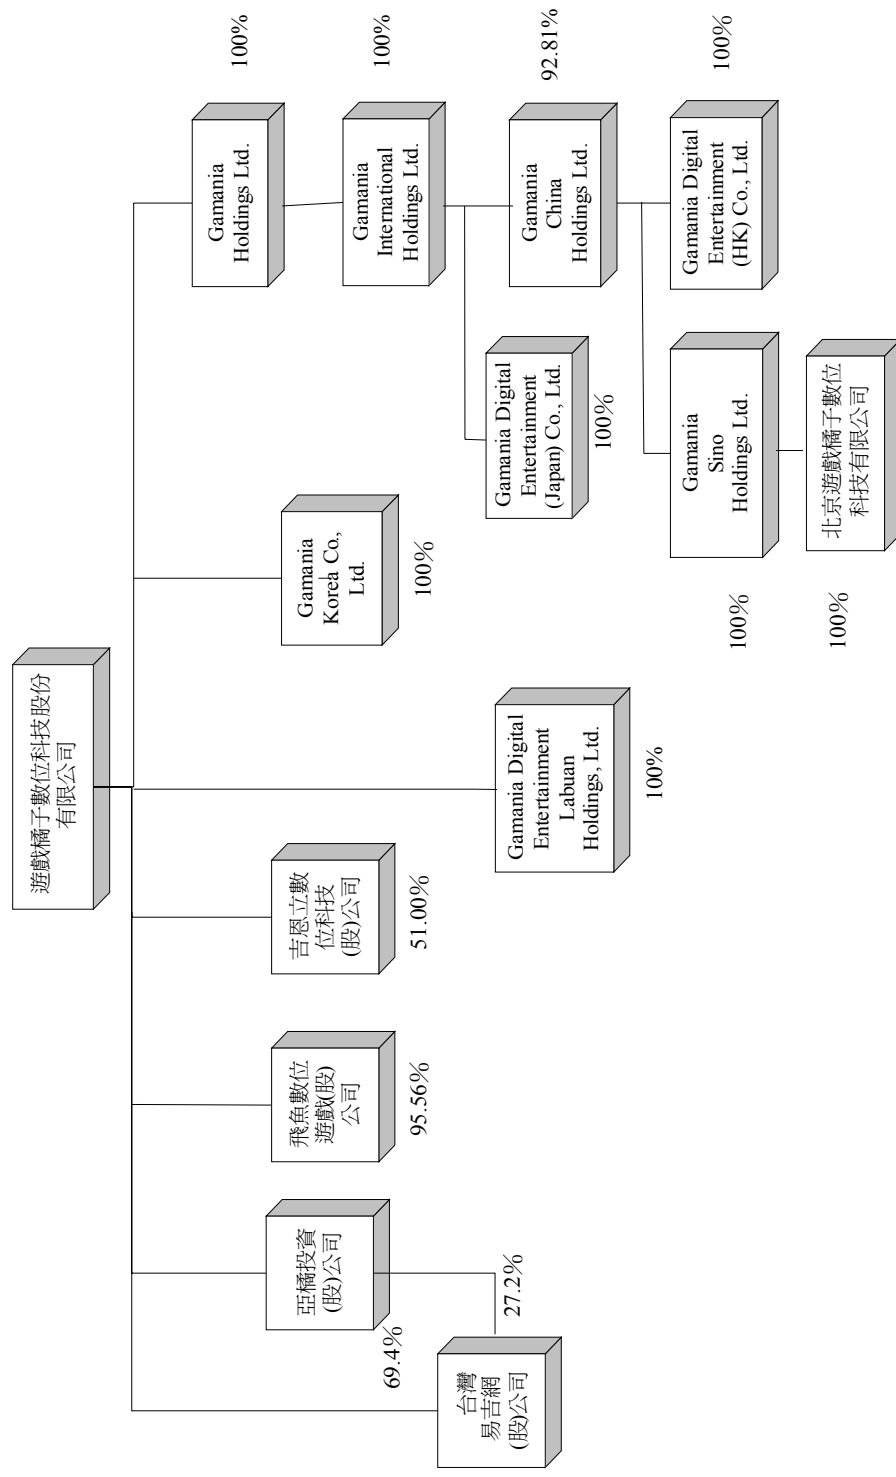 遊戲橘子數位科技股份
有限公司
台灣
易吉網
(股)公司
69.4%
27.2%
亞橘投資
(股)公司
飛魚數位
遊戲(股)
公司
95.56%
吉恩立數
位科技
(股)公司
51.00%
Gamania Digital
Entertainment
Labuan
Holdings, Ltd.
100%
Gamania
Korea Co.,
Ltd.
100%
Gamania
Holdings Ltd.
100%
Gamania
International
Holdings Ltd.
100%
Gamania Digital
Entertainment
(Japan) Co., Ltd.
100%
Gamania
China
Holdings Ltd.
92.81%
Gamania
Sino
Holdings Ltd.
100%
Gamania Digital
Entertainment
(HK) Co., Ltd.
100%
北京遊戲橘子數位
科技有限公司
100%